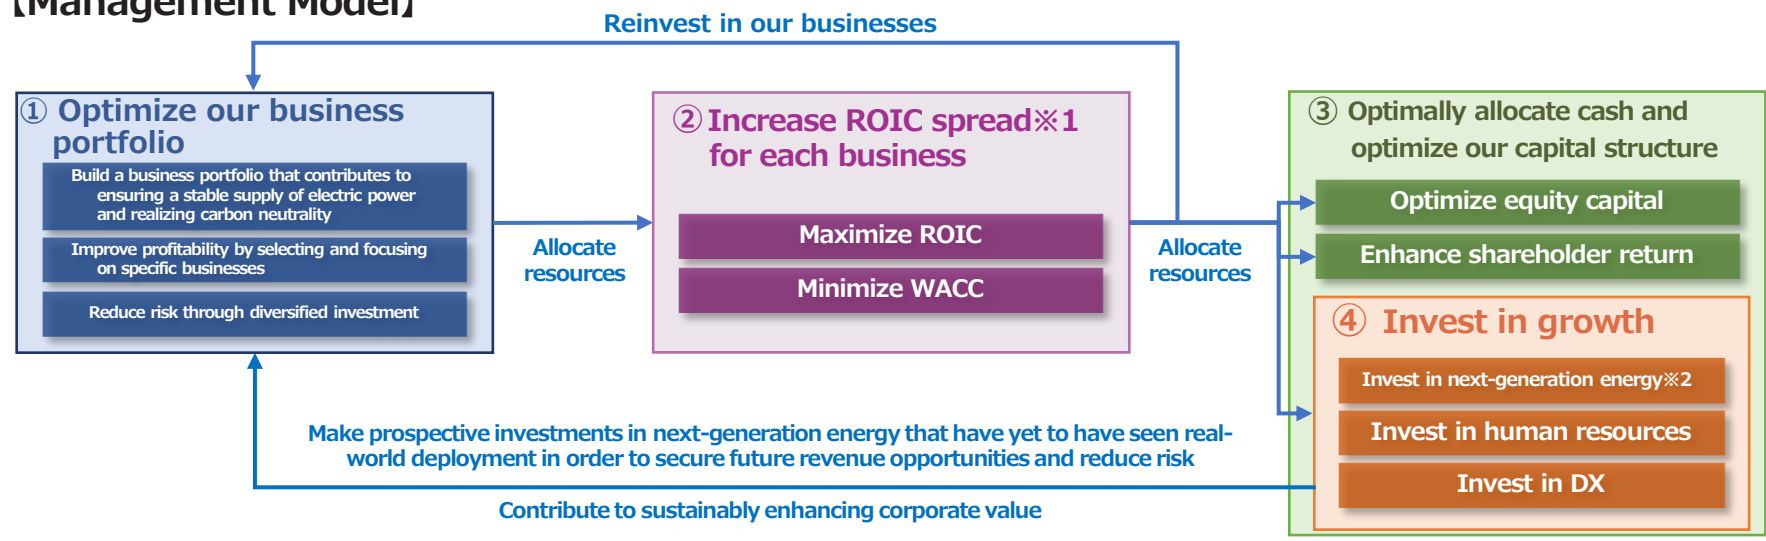 【Management Model】
Reinvest in our businesses
① Optimize our business
portfolio
Build a business portfolio that contributes to
ensuring a stable supply of electric power
and realizing carbon neutrality
Improve profitability by selecting and focusing
on specific businesses
Reduce risk through diversified investment
Allocate
resources
② Increase ROIC spread※1
for each business
Maximize ROIC
Minimize WACC
Allocate
resources
③ Optimally allocate cash and
optimize our capital structure
Optimize equity capital
Enhance shareholder return
④ Invest in growth
Invest in next-generation energy※2
Invest in human resources
Invest in DX
Make prospective investments in next-generation energy that have yet to have seen real-
world deployment in order to secure future revenue opportunities and reduce risk
Contribute to sustainably enhancing corporate value